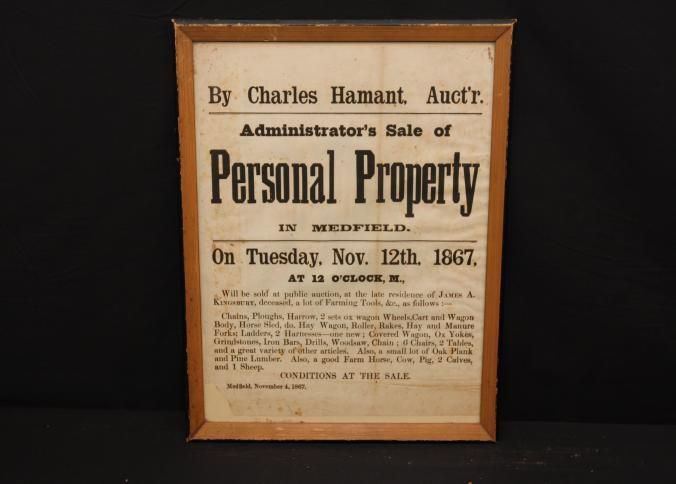 By Charles Hamant, Auct'r.
Administrator's Sale of
Personal Property
IN MEDFIELD.
On Tuesday, Nov. 12th, 1867,
AT 12 O'CLOCK, M.,
Will be sold at public auction, at the late residence of JAMES A.
KINGSBURY, deceased, a lot of Farming Tools, &c., as follows :—
Chains, Ploughs, Harrow, 2 sets ox wagon Wheels, Cart and Wagon
Body, Horse Sled, do. Hay Wagon, Roller, Rakes, Hay and Manure
Forks; Ladders, 2 Harnesses—one new; Covered Wagon, Ox Yokes,
Grindstones, Iron Bars, Drills, Woodsaw, Chain; 6 Chairs, 2 Tables,
and a great variety of other articles. Also, a small lot of Oak Plank
and Pine Lumber. Also, a good Farm Horse, Cow, Pig, 2 Calves,
and 1 Sheep.
CONDITIONS AT THE SALE.
Medfield, November 4, 1867.